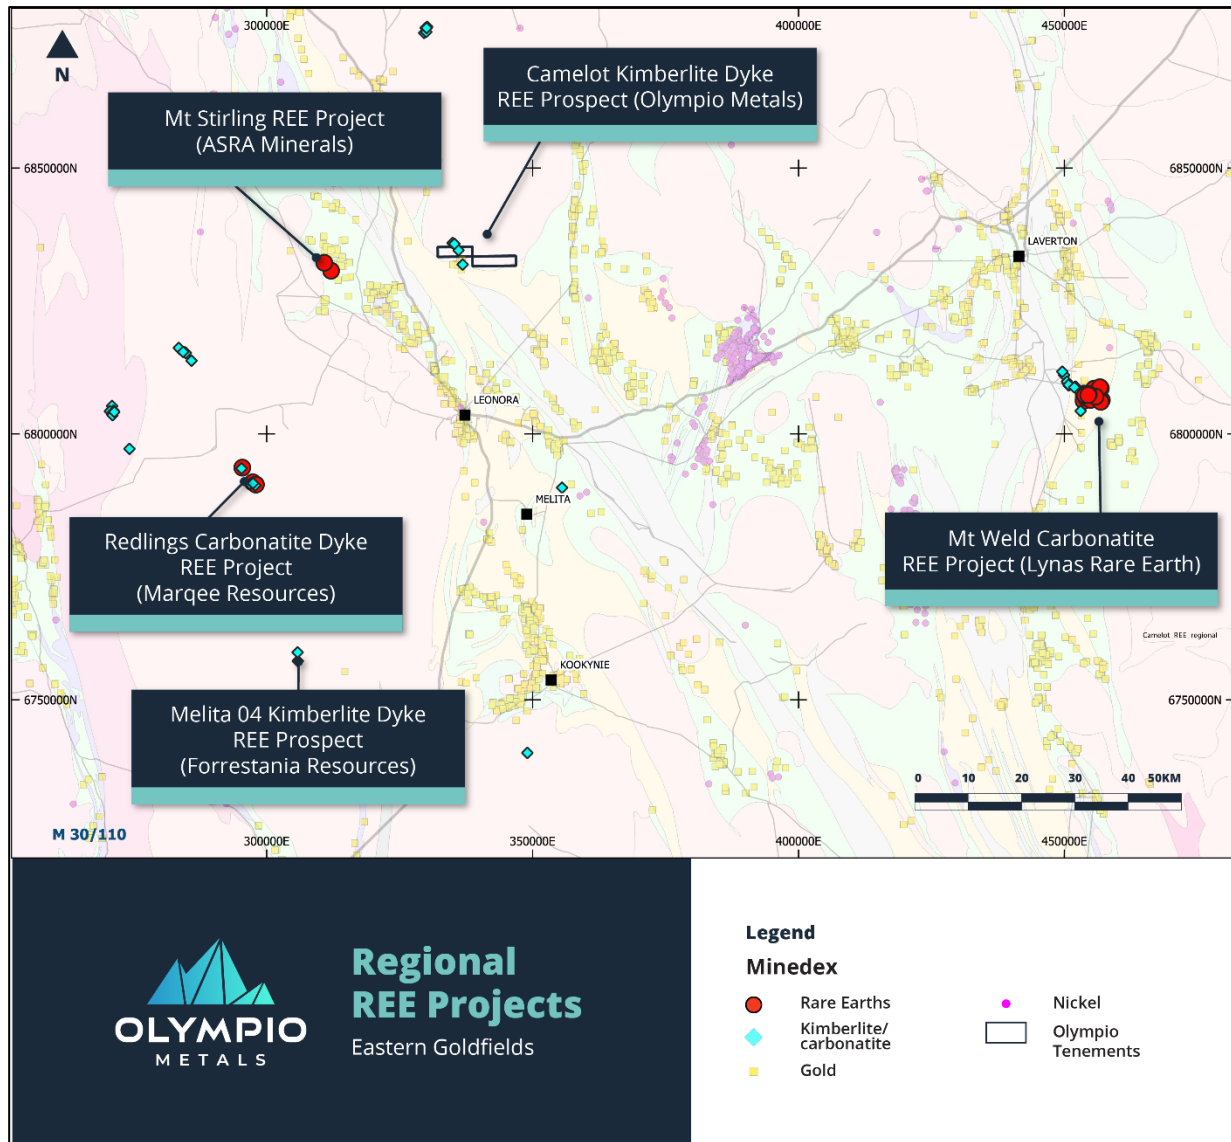 300000E
400000E
450000E
N
Camelot Kimberlite Dyke
REE Prospect (Olympio Metals)
Mt Stirling REE Project
(ASRA Minerals)
6850000N
6850000N
LAVERTON
LEONORA
6800000N
6800000N
MELITA
Redlings Carbonatite Dyke
REE Project
(Marqee Resources)
Mt Weld Carbonatite
REE Project (Lynas Rare Earth)
Camelot_REE_regional
KOOKYNIE
6750000N
6750000N
Melita 04 Kimberlite Dyke
REE Prospect
(Forrestania Resources)
0 10 20 30 40 50KM
M 30/110
300000E
350000E
400000E
450000E
OLYMPIO
METALS
Regional
REE Projects
Eastern Goldfields
Legend
Minedex
Rare Earths
Kimberlite/
carbonatite
Gold
Nickel
Olympio
Tenements